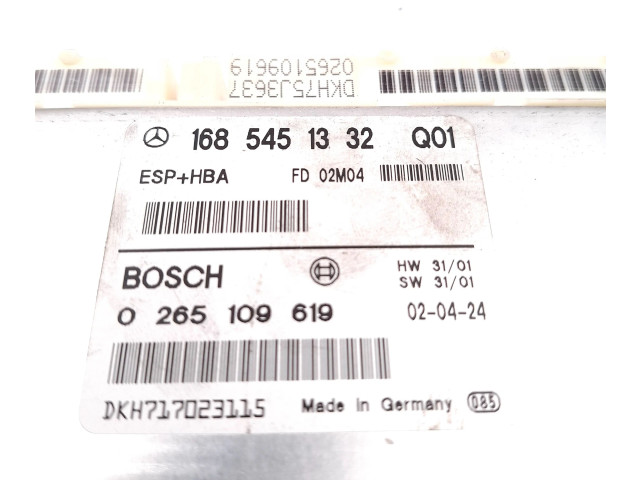 0265109619
DKH75J3637
168 545 13 32 Q01
ESP+HBA FD 02M04
BOSCH HW 31/01
SW 31/01
0 265 109 619 02-04-24
DKH717023115 Made in Germany 085